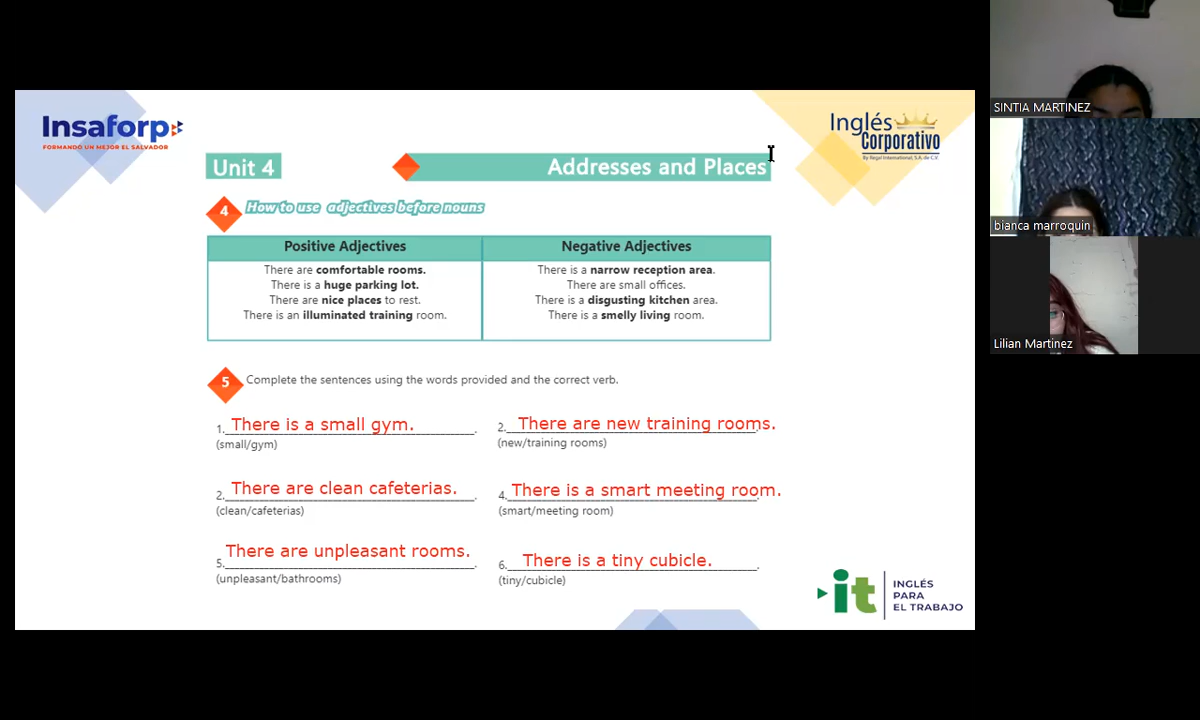 Insaforp
FORMANDO UN MEJOR EL SALVADOR
Inglés
Corporativo
By Regal International, S.A. de C.V.
Unit 4
Addresses and Places
4
How to use adjectives before nouns
Positive Adjectives
There are comfortable rooms.
There is a huge parking lot.
There are nice places to rest.
There is an illuminated training room.
Negative Adjectives
There is a narrow reception area.
There are small offices.
There is a disgusting kitchen area.
There is a smelly living room.
5
Complete the sentences using the words provided and the correct verb.
1. There is a small gym.
(small/gym)
2. There are new training rooms.
(new/training rooms)
2. There are clean cafeterias.
(clean/cafeterias)
4. There is a smart meeting room.
(smart/meeting room)
5. There are unpleasant rooms.
(unpleasant/bathrooms)
6. There is a tiny cubicle.
(tiny/cubicle)
it
INGLÉS
PARA
EL TRABAJO
SINTIA MARTINEZ
bianca marroquin
Lilian Martinez